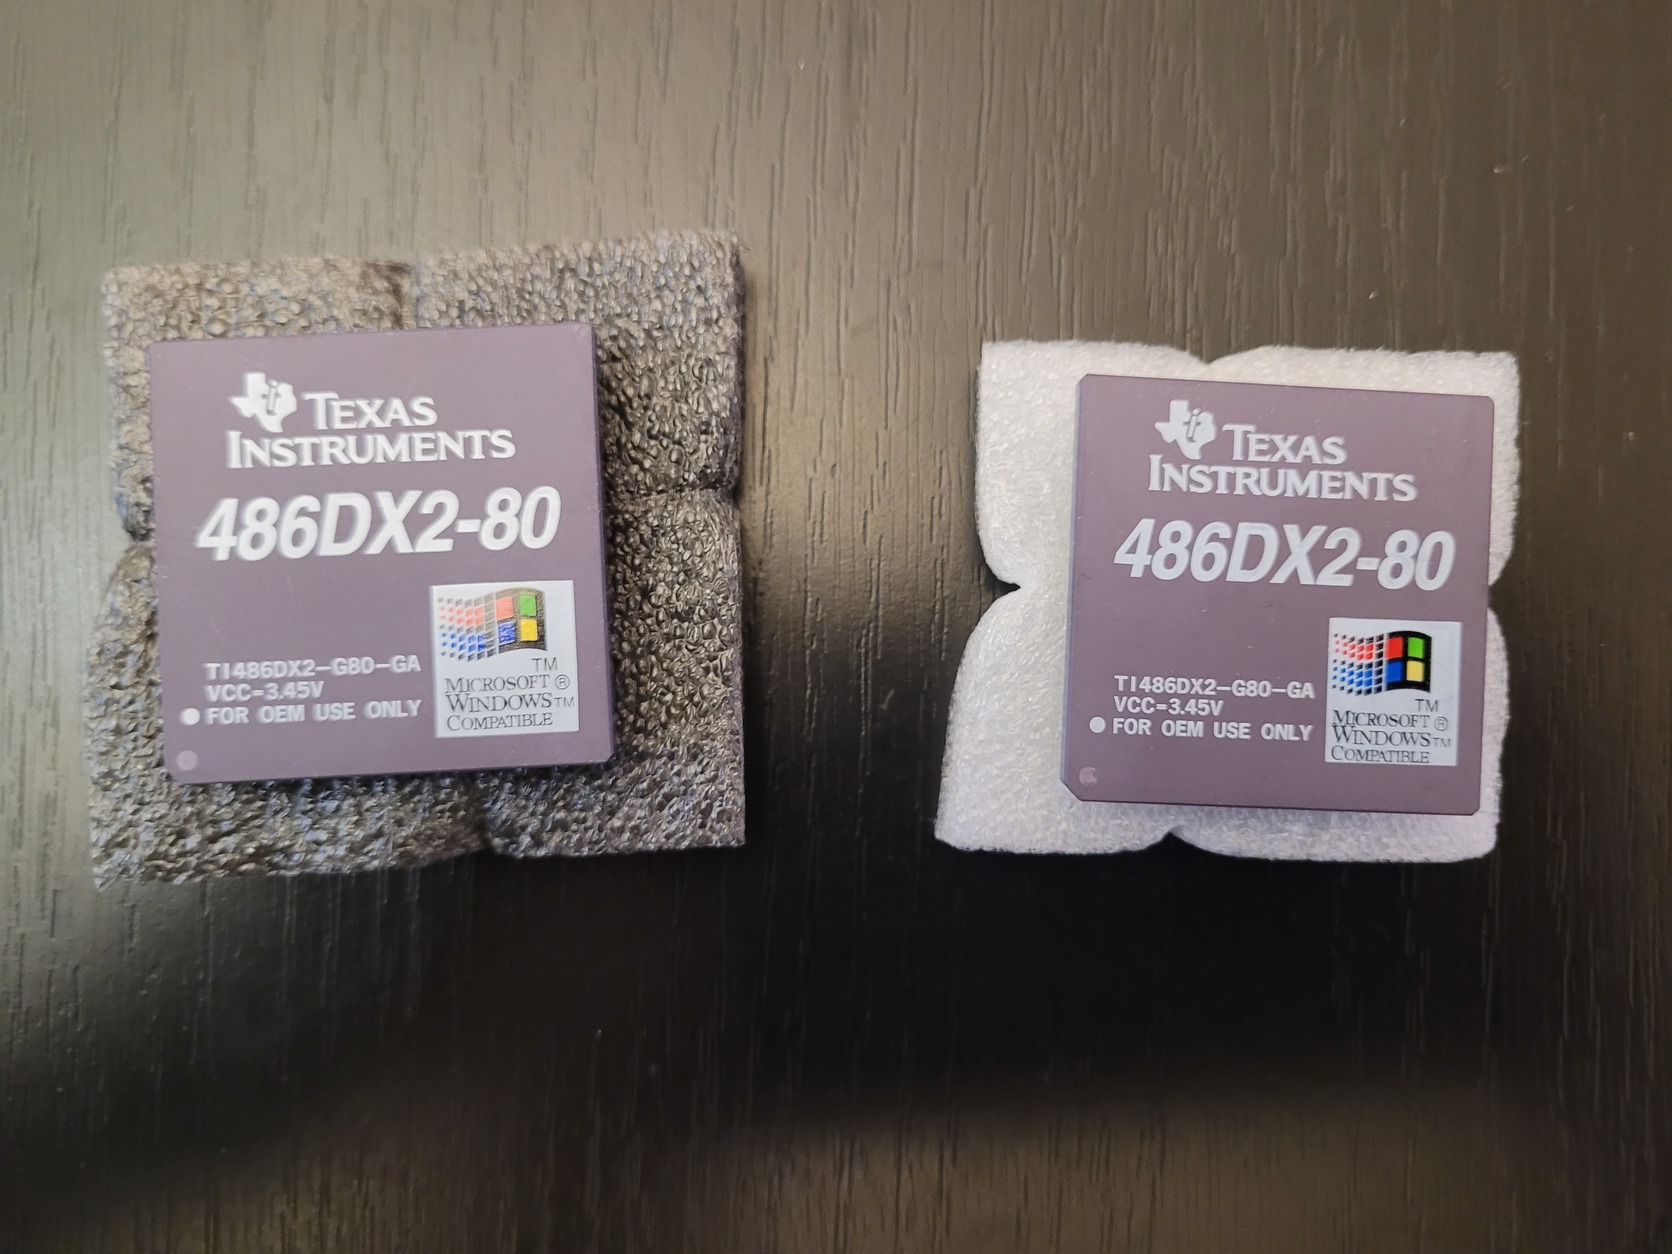 TEXAS
INSTRUMENTS
486DX2-80
TI486DX2-G80-GA
VCC=3.45V
FOR OEM USE ONLY
TM
MICROSOFT ®
WINDOWS TM
COMPATIBLE
TEXAS
INSTRUMENTS
486DX2-80
TI486DX2-G80-GA
VCC=3.45V
FOR OEM USE ONLY
TM
MICROSOFT ®
WINDOWS TM
COMPATIBLE